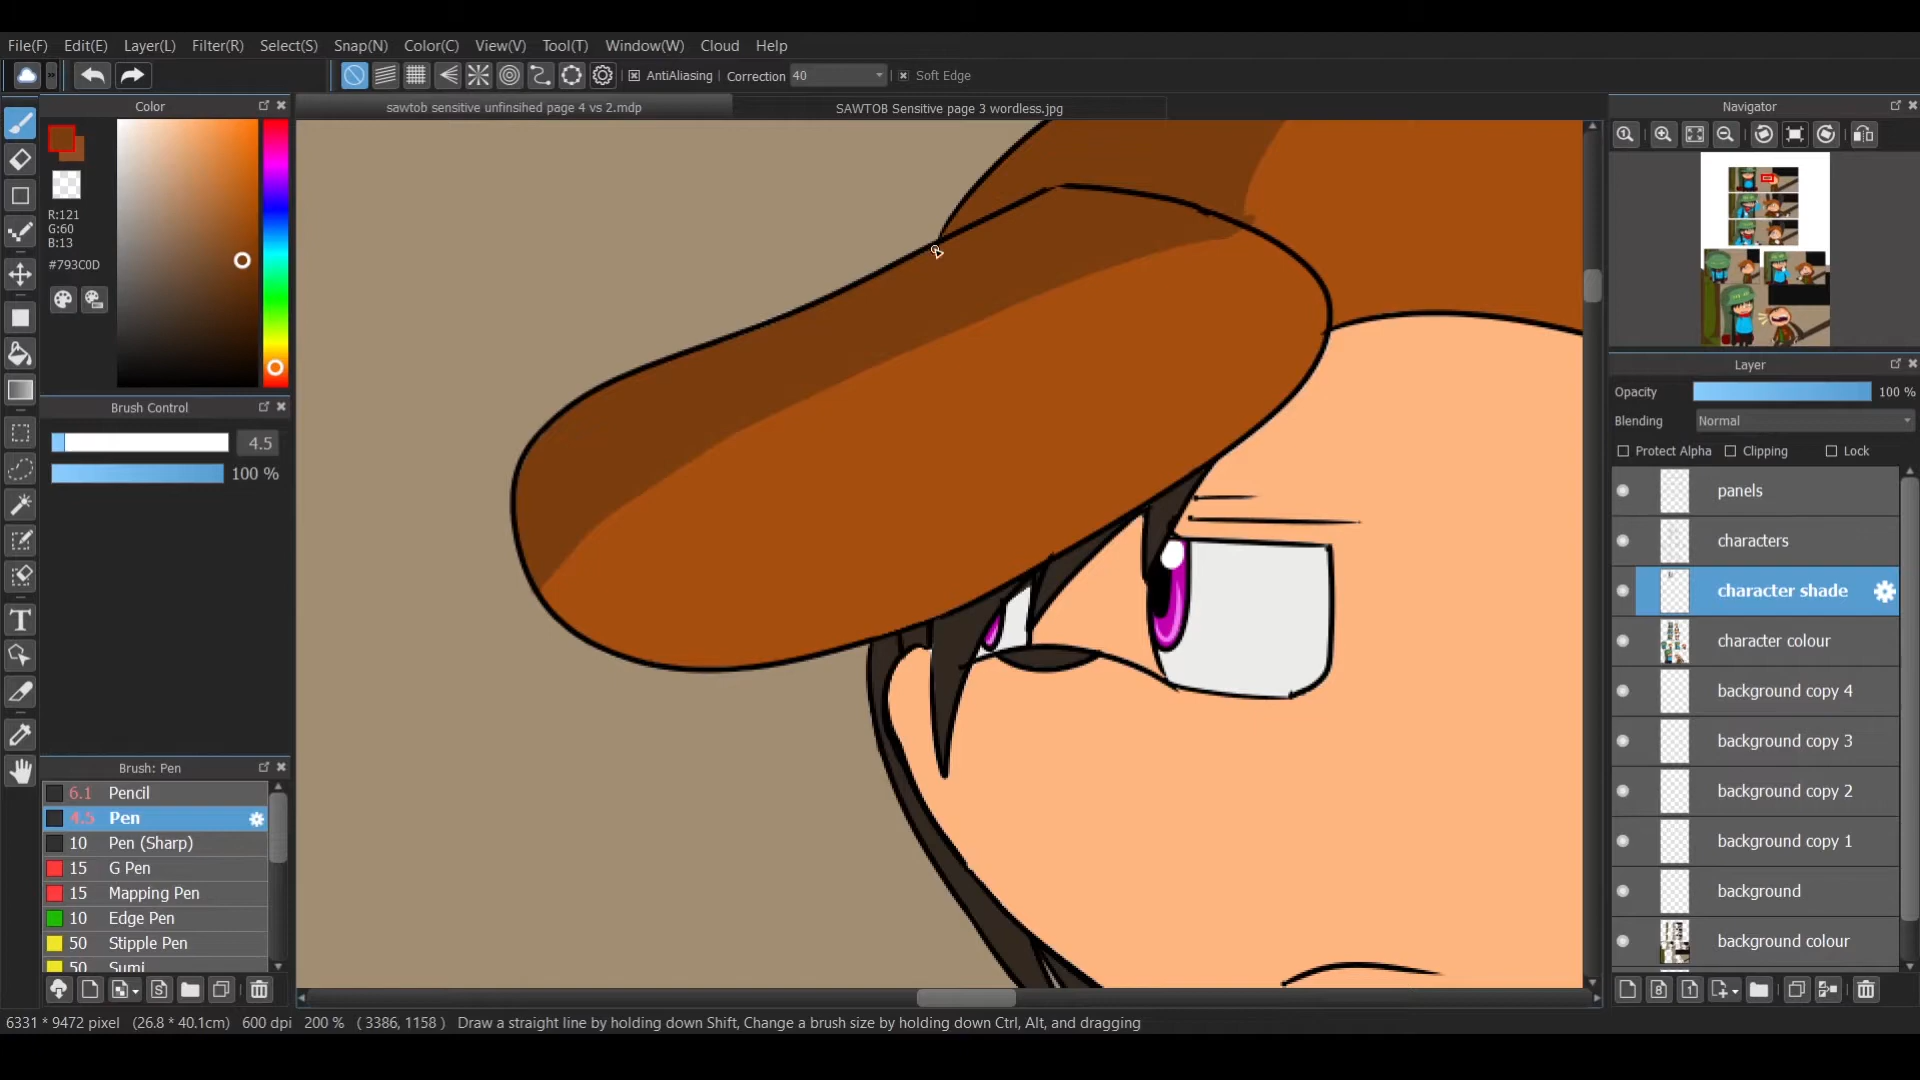 File(F) Edit(E) Layer(L) Filter(R) Select(S) Snap(N) Color(C) View(V) Tool(T) Window(W) Cloud Help
AntiAliasing Correction 40 Soft Edge
Color
sawtob sensitive unfinsihed page 4 vs 2.mdp
SAWTOB Sensitive page 3 wordless.jpg
Navigator
R:121
G:60
B:13
#793C0D
Brush Control
4.5
100 %
Layer
Opacity 100 %
Blending Normal
Protect Alpha Clipping Lock
panels
characters
character shade
character colour
background copy 4
background copy 3
background copy 2
background copy 1
background
background colour
Brush: Pen
6.1 Pencil
4.5 Pen
10 Pen (Sharp)
15 G Pen
15 Mapping Pen
10 Edge Pen
50 Stipple Pen
50 Sumi
6331 * 9472 pixel (26.8 * 40.1cm) 600 dpi 200 % ( 3386, 1158 ) Draw a straight line by holding down Shift, Change a brush size by holding down Ctrl, Alt, and dragging